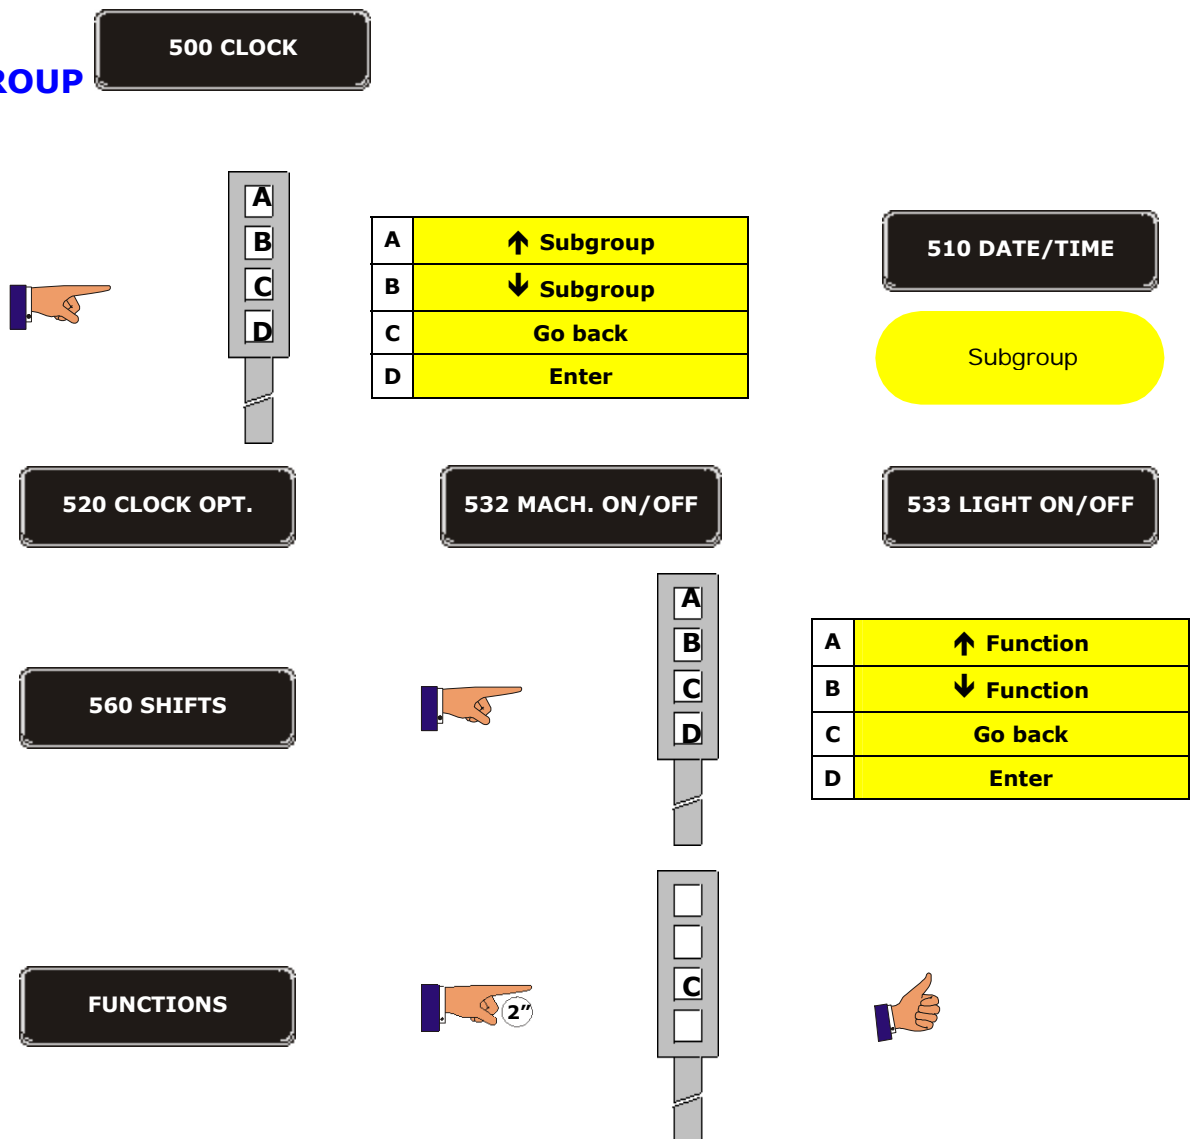 500 CLOCK
ROUP
A
B
C
D
A ↑ Subgroup
B ↓ Subgroup
C Go back
D Enter
510 DATE/TIME
Subgroup
520 CLOCK OPT.
532 MACH. ON/OFF
533 LIGHT ON/OFF
560 SHIFTS
A
B
C
D
A ↑ Function
B ↓ Function
C Go back
D Enter
FUNCTIONS
2″
C